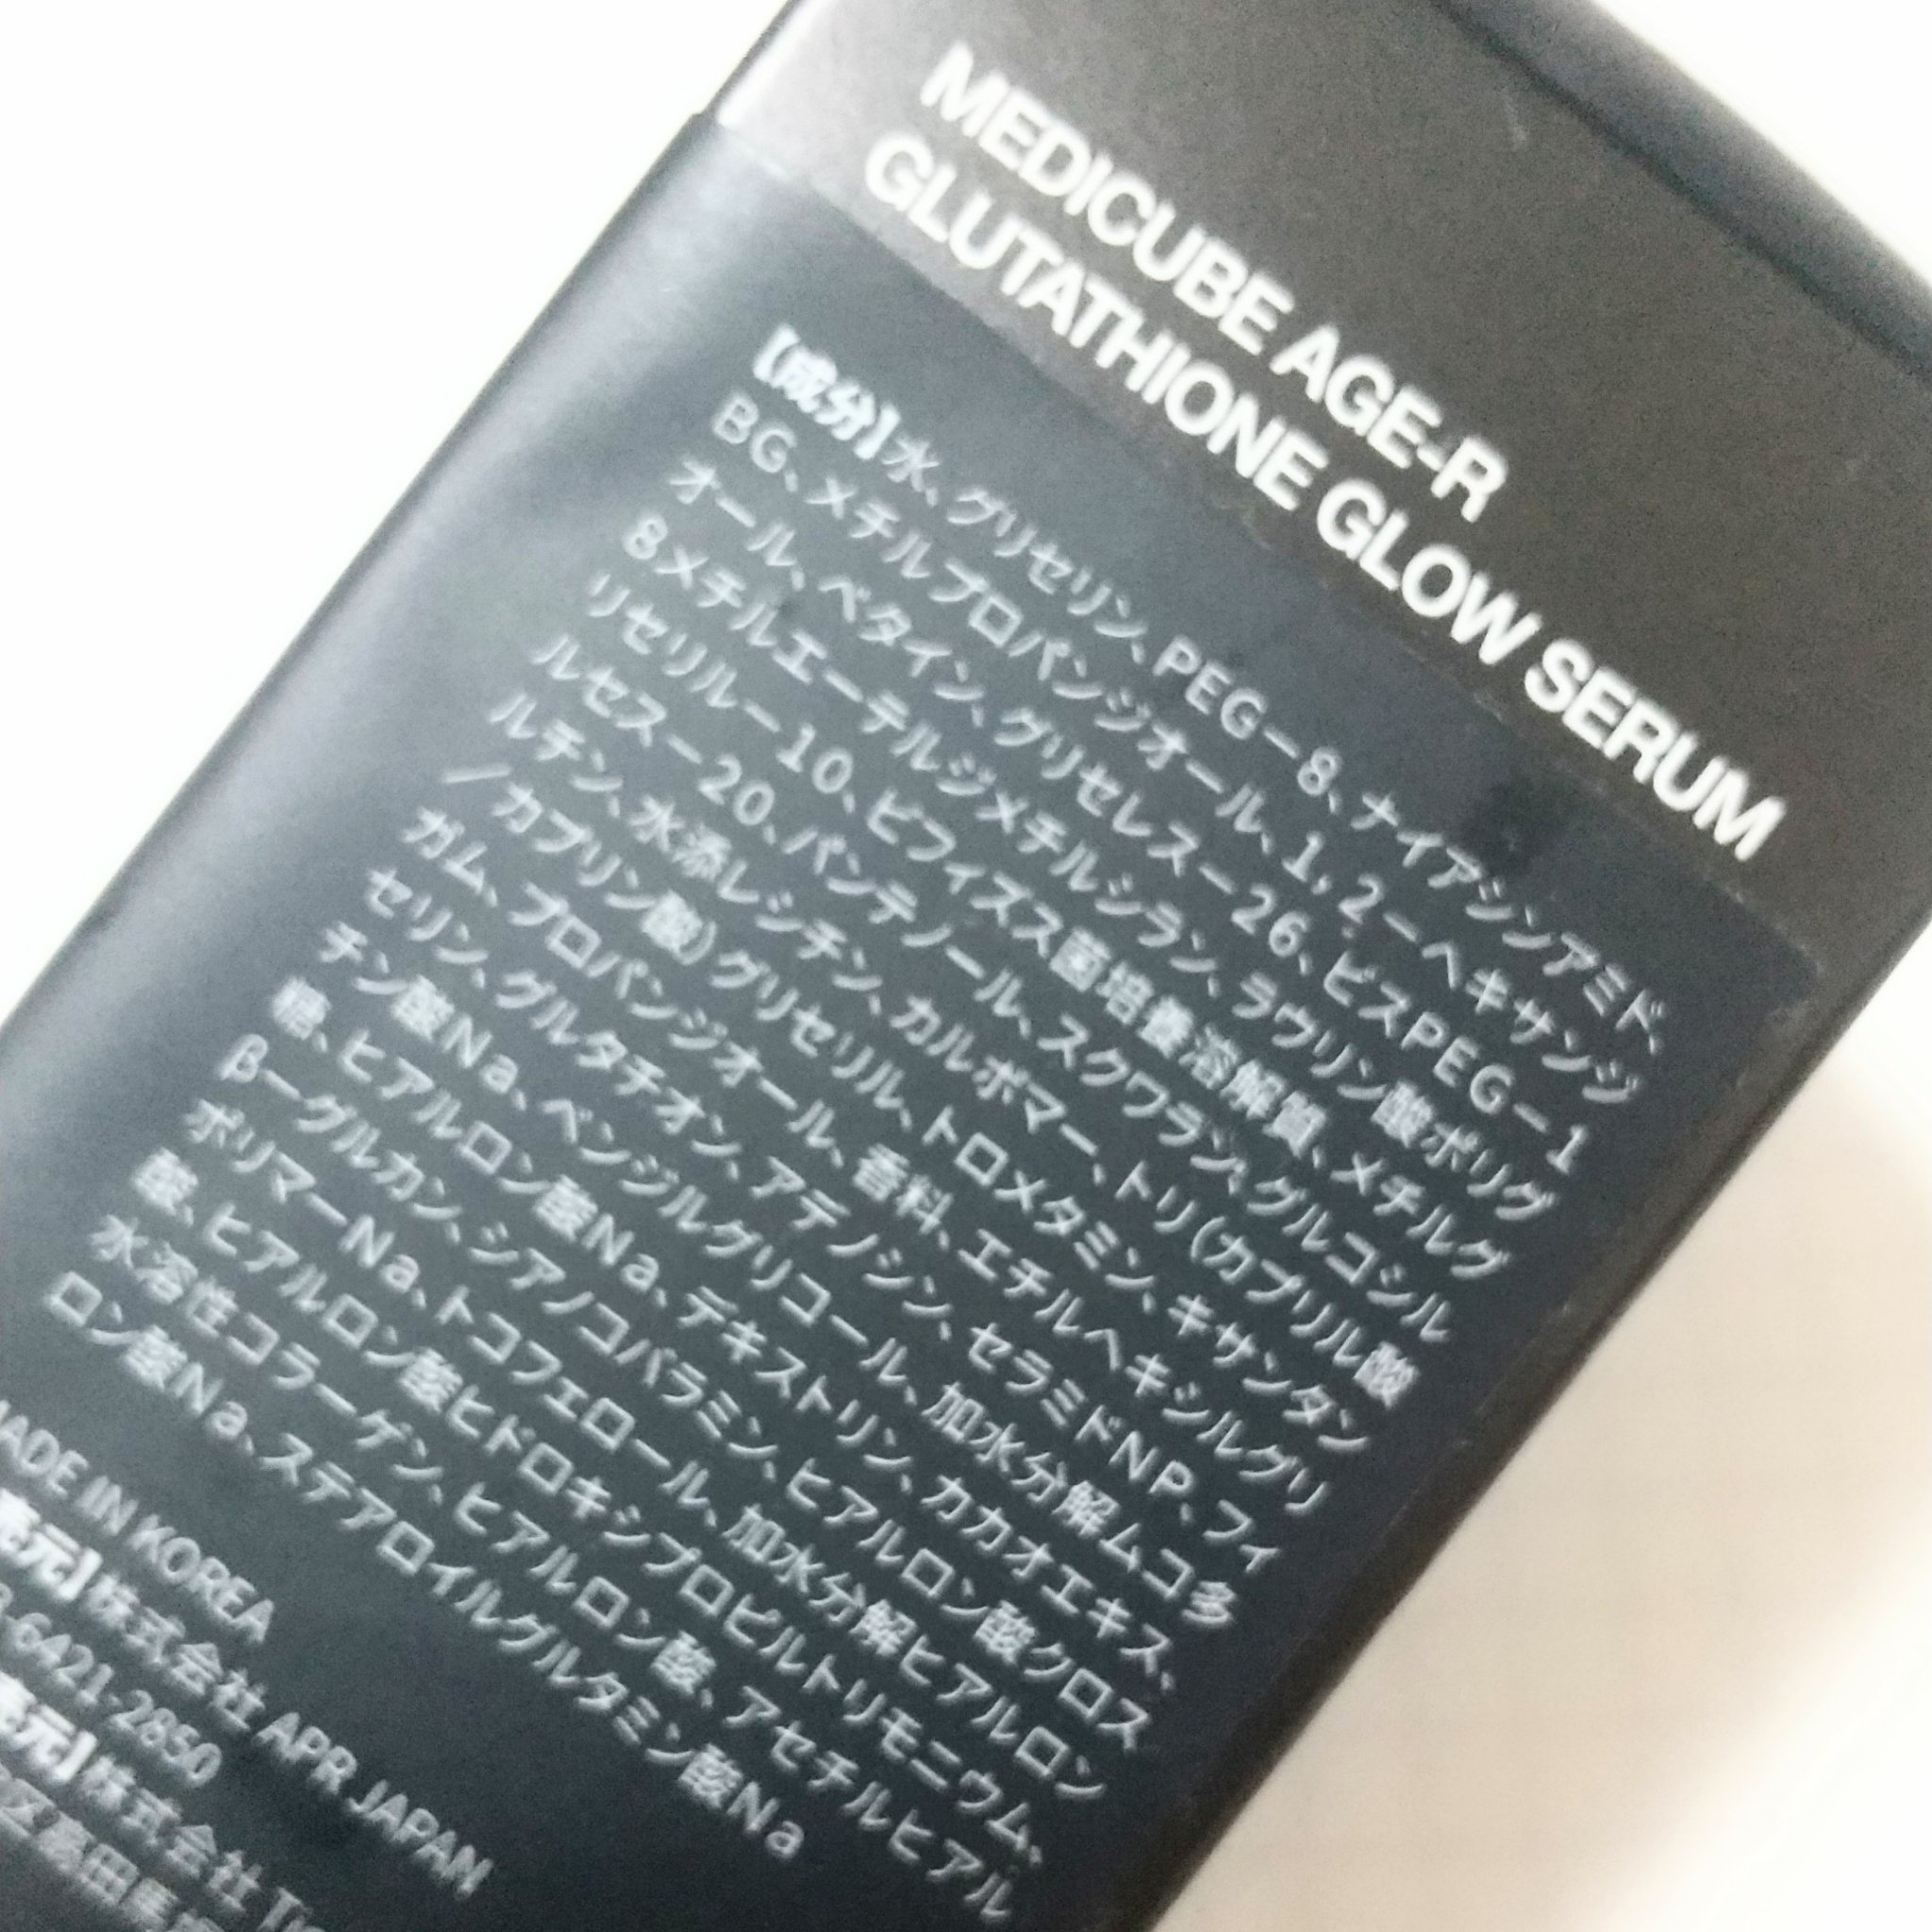 MEDICUBE AGE-R
GLUTATHIONE GLOW SERUM
【成分】水、グリセリン、PEG－8、ナイアシンアミド、
BG、メチルプロパンジオール、1，2－ヘキサンジ
オール、ベタイン、グリセレス－26、ビスPEG－1
8メチルエーテルジメチルシラン、ラウリン酸ポリグ
リセリル－10、ビフィズス菌培養溶解質、メチルグ
ルセス－20、パンテノール、スクワラン、グルコシル
ルチン、水添レシチン、カルボマー、トリ（カプリル酸
／カプリン酸）グリセリル、トロメタミン、キサンタン
ガム、プロパンジオール、香料、エチルヘキシルグリ
セリン、グルタチオン、アデノシン、セラミドNP、フィ
チン酸Na、ベンジルグリコール、加水分解ムコ多
糖、ヒアルロン酸Na、デキストリン、カカオエキス、
β－グルカン、シアノコバラミン、ヒアルロン酸クロス
ポリマーNa、トコフェロール、加水分解ヒアルロン
酸、ヒアルロン酸ヒドロキシプロピルトリモニウム、
水溶性コラーゲン、ヒアルロン酸、アセチルヒアル
ロン酸Na、ステアロイルグルタミン酸Na
MADE IN KOREA
元】株式会社 APR JAPAN
6421-2850
元】株式会社
区高田馬